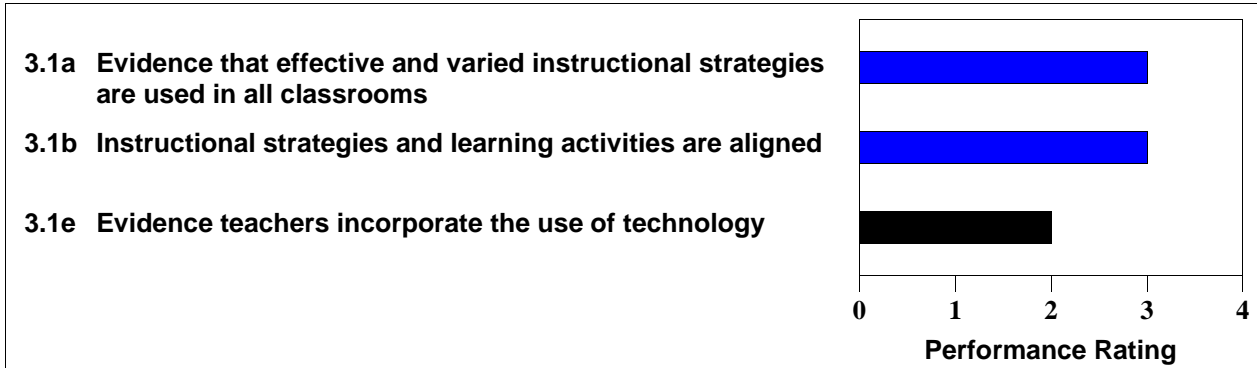 3.1a Evidence that effective and varied instructional strategies
are used in all classrooms
3.1b Instructional strategies and learning activities are aligned
3.1e Evidence teachers incorporate the use of technology
0 1 2 3 4
Performance Rating